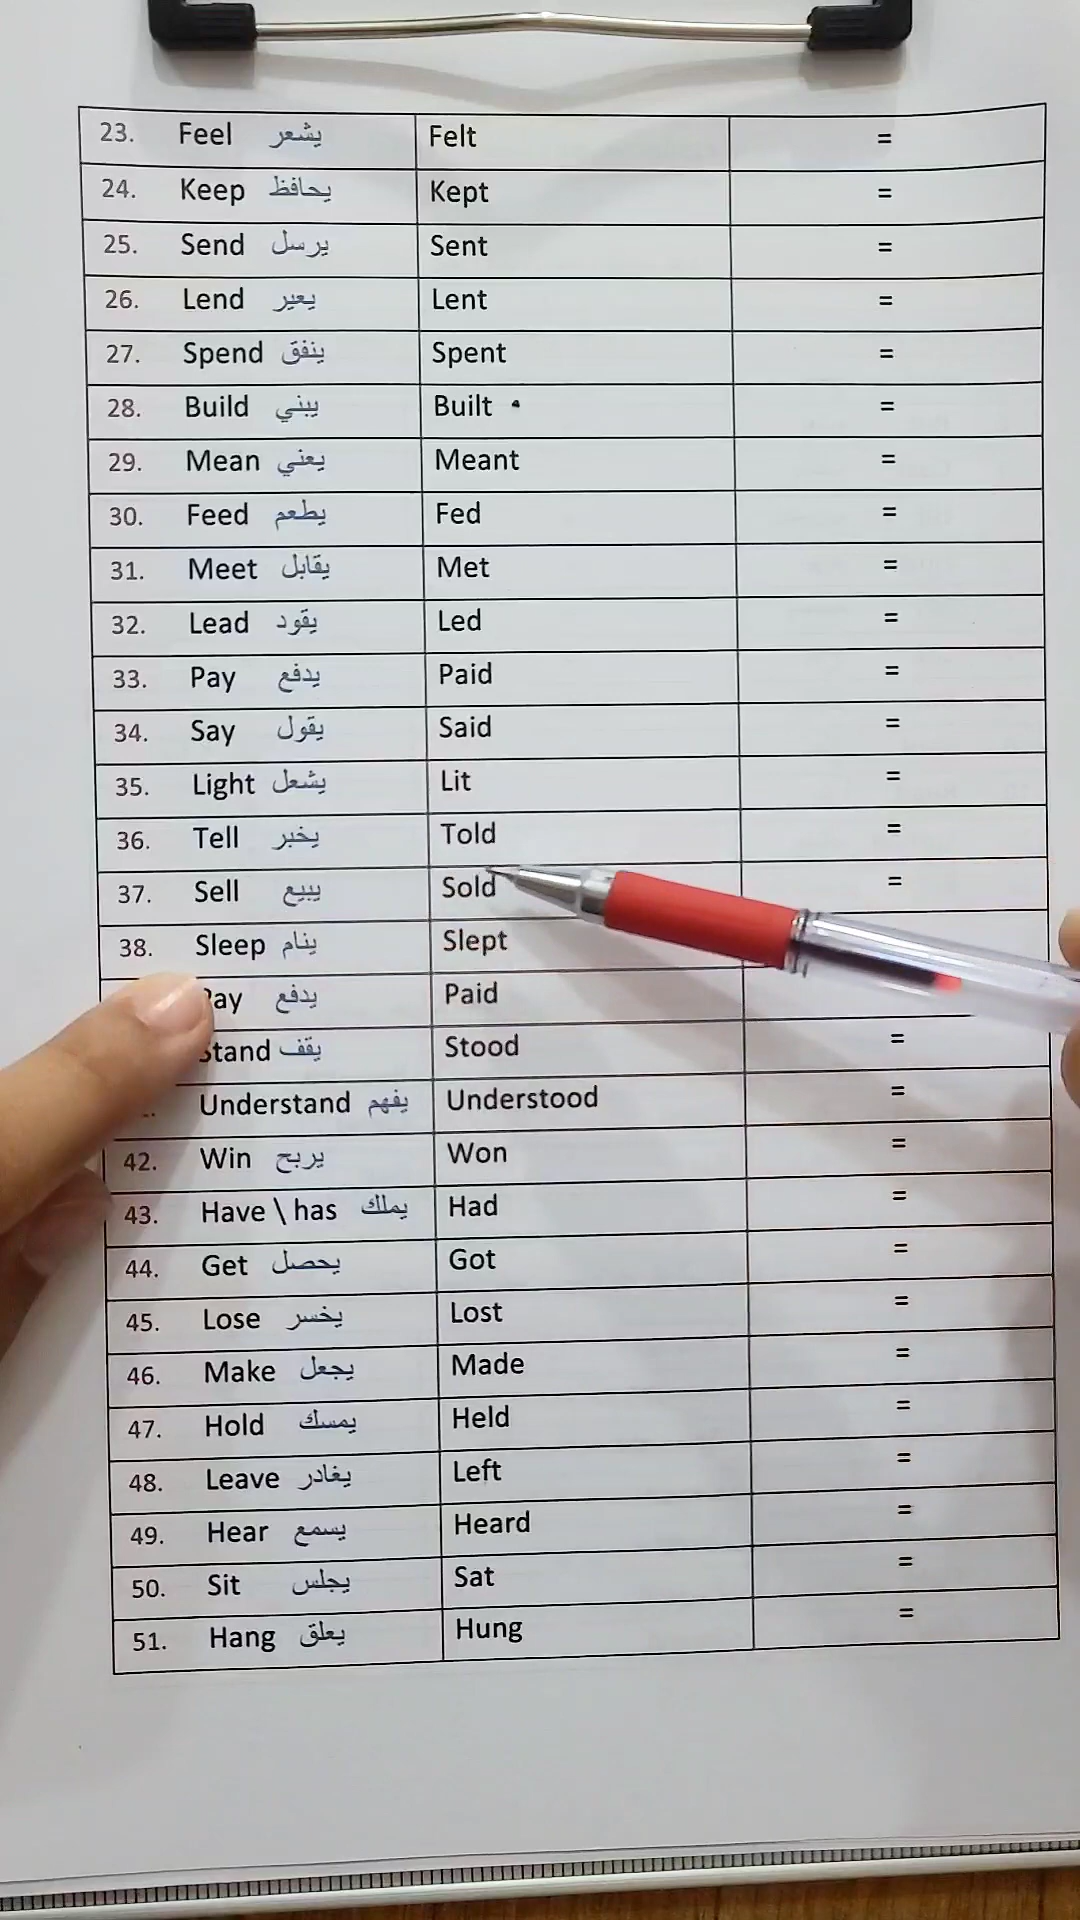 23. Feel يشعر Felt =
24. Keep يحافظ Kept =
25. Send يرسل Sent =
26. Lend يعير Lent =
27. Spend ينفق Spent =
28. Build يبني Built =
29. Mean يعني Meant =
30. Feed يطعم Fed =
31. Meet يقابل Met =
32. Lead يقود Led =
33. Pay يدفع Paid =
34. Say يقول Said =
35. Light يشعل Lit =
36. Tell يخبر Told =
37. Sell يبيع Sold =
38. Sleep ينام Slept
Pay يدفع Paid
Stand يقف Stood =
Understand يفهم Understood =
42. Win يربح Won =
43. Have \ has يملك Had =
44. Get يحصل Got =
45. Lose يخسر Lost =
46. Make يجعل Made =
47. Hold يمسك Held =
48. Leave يغادر Left =
49. Hear يسمع Heard =
50. Sit يجلس Sat =
51. Hang يعلق Hung =